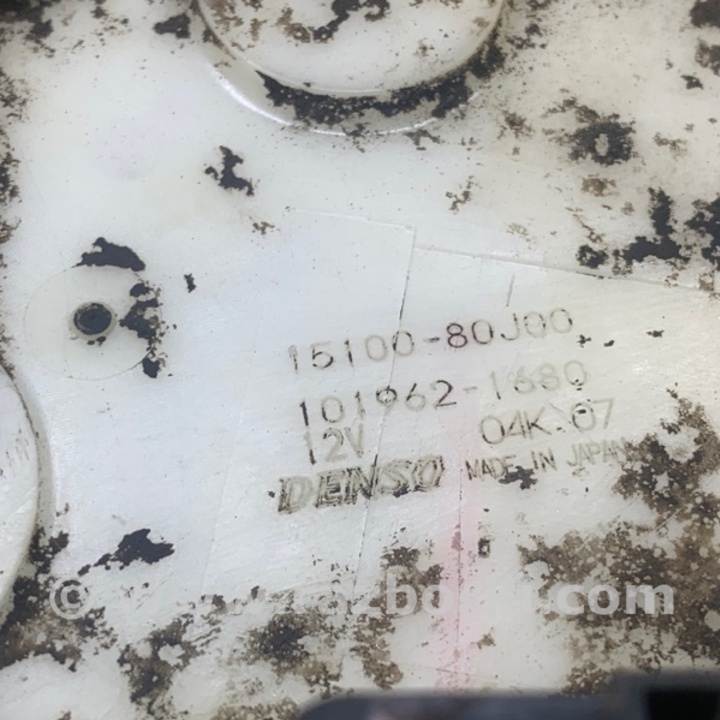 15100-80J00
101962-1680
12V 04K.07
DENSO MADE IN JAPAN